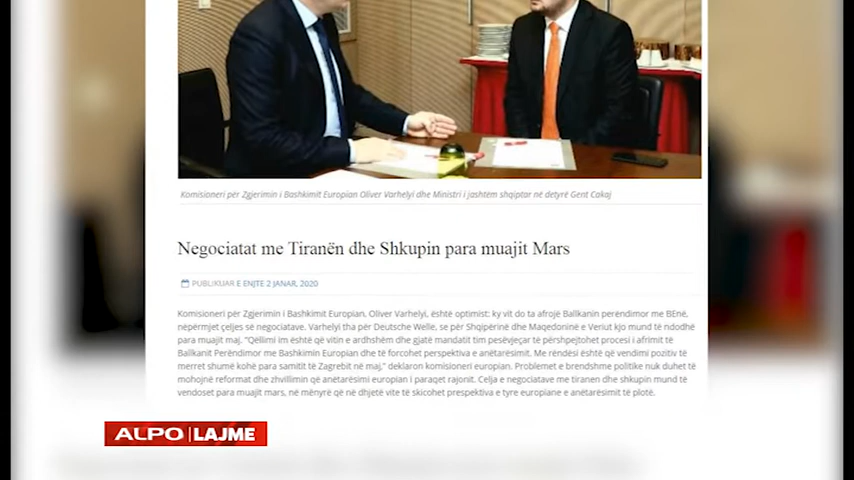 Komisioneri për Zgjerimin i Bashkimit Europian Oliver Varhelyi dhe Ministri i jashtëm shqiptar në detyrë Gent Cakaj
Negociatat me Tiranën dhe Shkupin para muajit Mars
PUBLIKUAR E ENJTE 2 JANAR, 2020
Komisioneri për Zgjerimin i Bashkimit Europian, Oliver Varhelyi, është optimist: ky vit do ta afrojë Ballkanin perëndimor me BEnë,
nëpërmjet çeljes së negociatave. Varhelyi tha për Deutsche Welle, se për Shqipërinë dhe Maqedoninë e Veriut kjo mund të ndodhë
para muajit maj. "Qëllimi im është që vitin e ardhshëm dhe gjatë mandatit tim pesëvjeçar të përshpejtohet procesi i afrimit të
Ballkanit Perëndimor me Bashkimin Europian dhe të forcohet perspektiva e anëtarësimit. Me rëndësi është që vendimi pozitiv të
merret shumë kohë para samitit të Zagrebit në maj," deklaron komisioneri europian. Problemet e brendshme politike nuk duhet të
mohojnë reformat dhe zhvillimin që anëtarësimi europian i paraqet rajonit. Celja e negociatave me tiranen dhe shkupin mund të
vendoset para muajit mars, në mënyrë që në dhjetë vite të skicohet prespektiva e tyre europiane e anëtarësimit të plotë.
ALPO LAJME